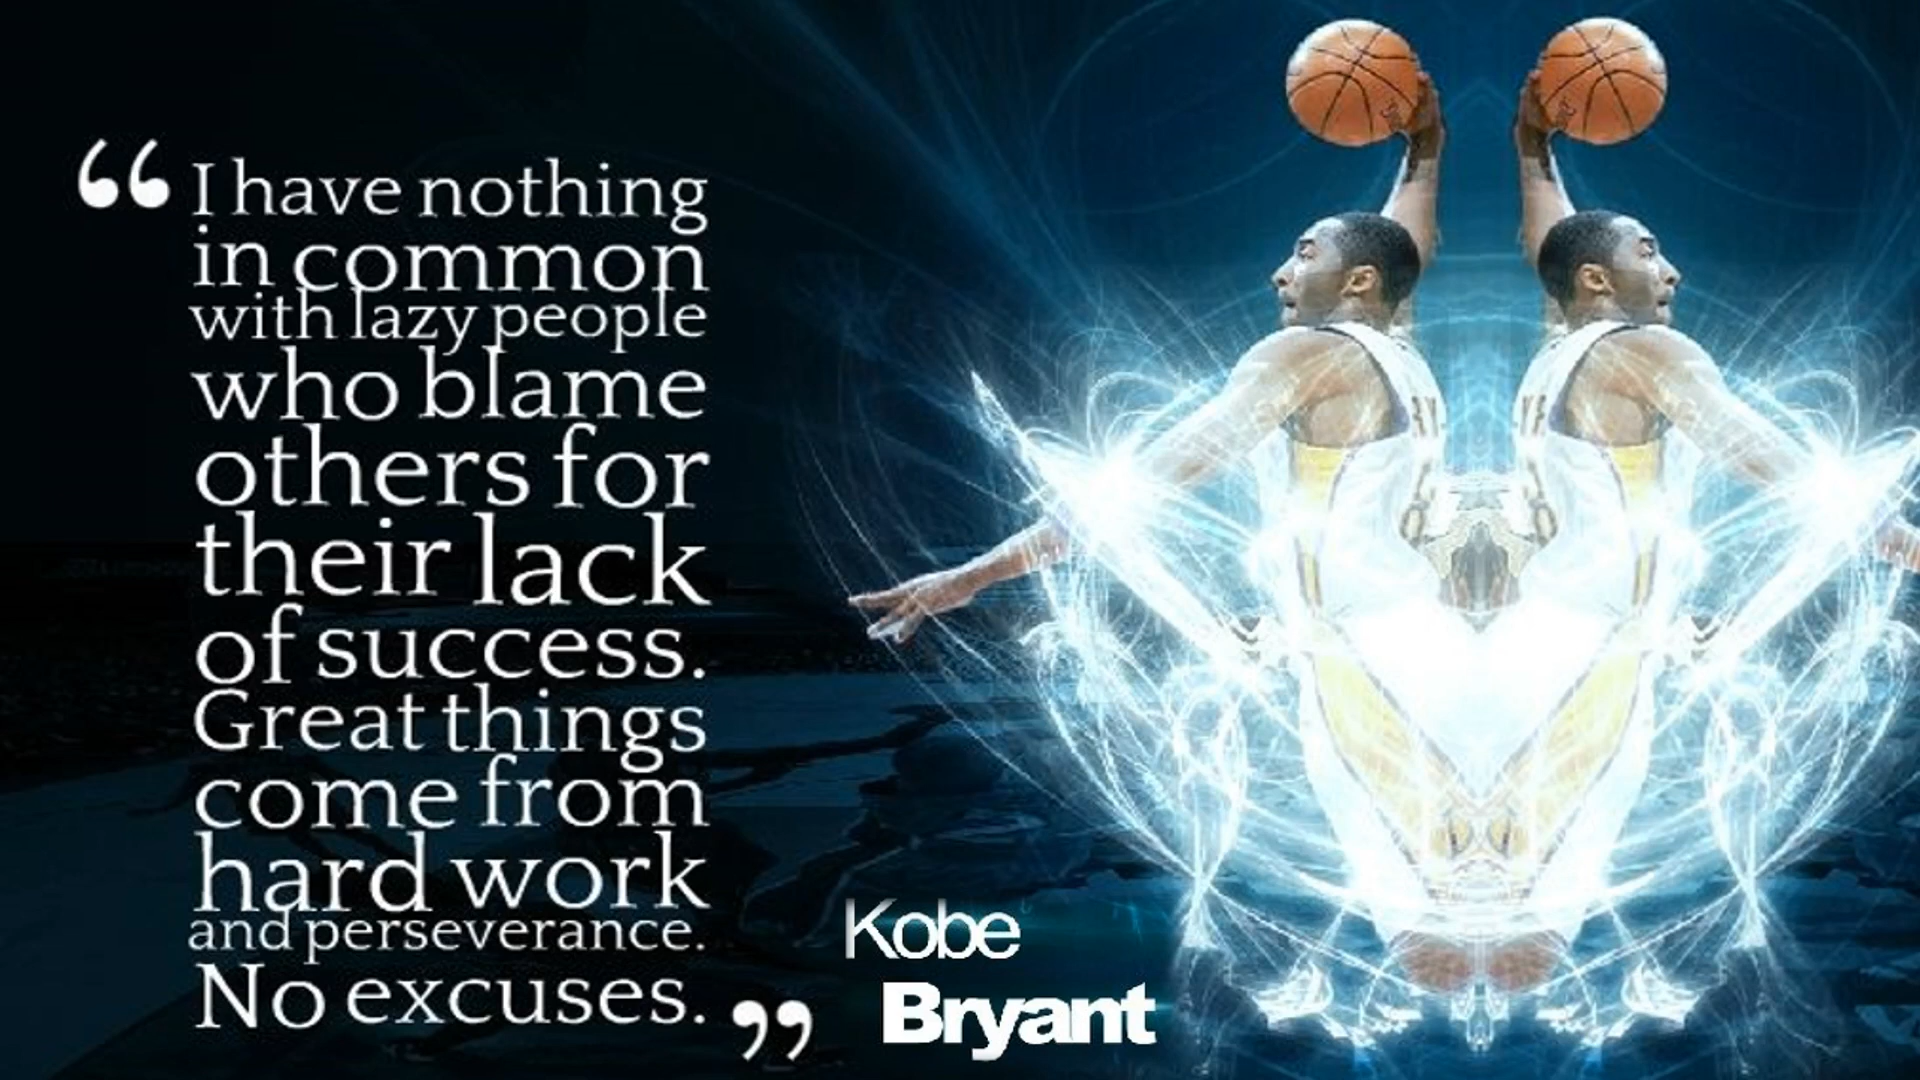 “ I have nothing
in common
with lazy people
who blame
others for
their lack
of success.
Great things
come from
hard work
and perseverance.
No excuses. ”
Kobe
Bryant